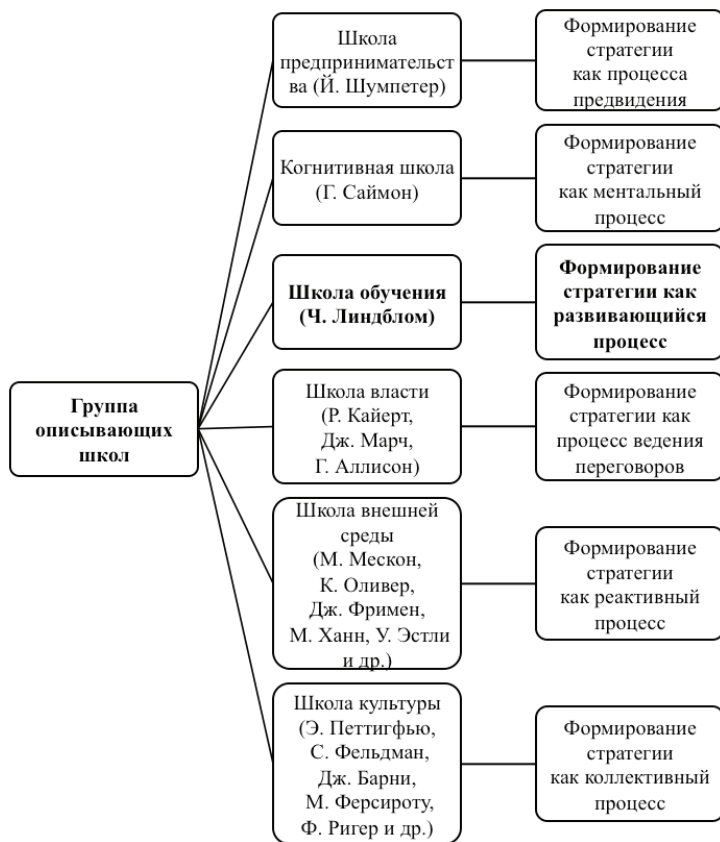 Школа
предпринимательст
ва (Й. Шумпетер)
Формирование
стратегии
как процесса
предвидения
Когнитивная школа
(Г. Саймон)
Формирование
стратегии
как ментальный
процесс
Школа обучения
(Ч. Линдблом)
Формирование
стратегии как
развивающийся
процесс
Группа
описывающих
школ
Школа власти
(Р. Кайерт,
Дж. Марч,
Г. Аллисон)
Формирование
стратегии как
процесс ведения
переговоров
Школа внешней
среды
(М. Мескон,
К. Оливер,
Дж. Фримен,
М. Ханн, У. Эстли
и др.)
Формирование
стратегии
как реактивный
процесс
Школа культуры
(Э. Петтигфью,
С. Фельдман,
Дж. Барни,
М. Ферсироту,
Ф. Ригер и др.)
Формирование
стратегии
как коллективный
процесс